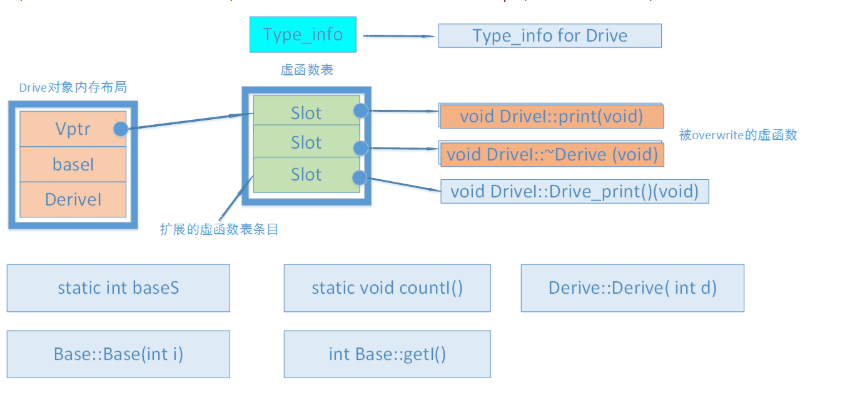 Type_info
Type_info for Drive
虚函数表
Drive对象内存布局
Vptr
baseI
DeriveI
Slot
Slot
Slot
void DriveI::print(void)
void DriveI::~Derive (void)
void DriveI::Drive_print()(void)
被overwrite的虚函数
扩展的虚函数表条目
static int baseS
static void countI()
Derive::Derive( int d)
Base::Base(int i)
int Base::getI()